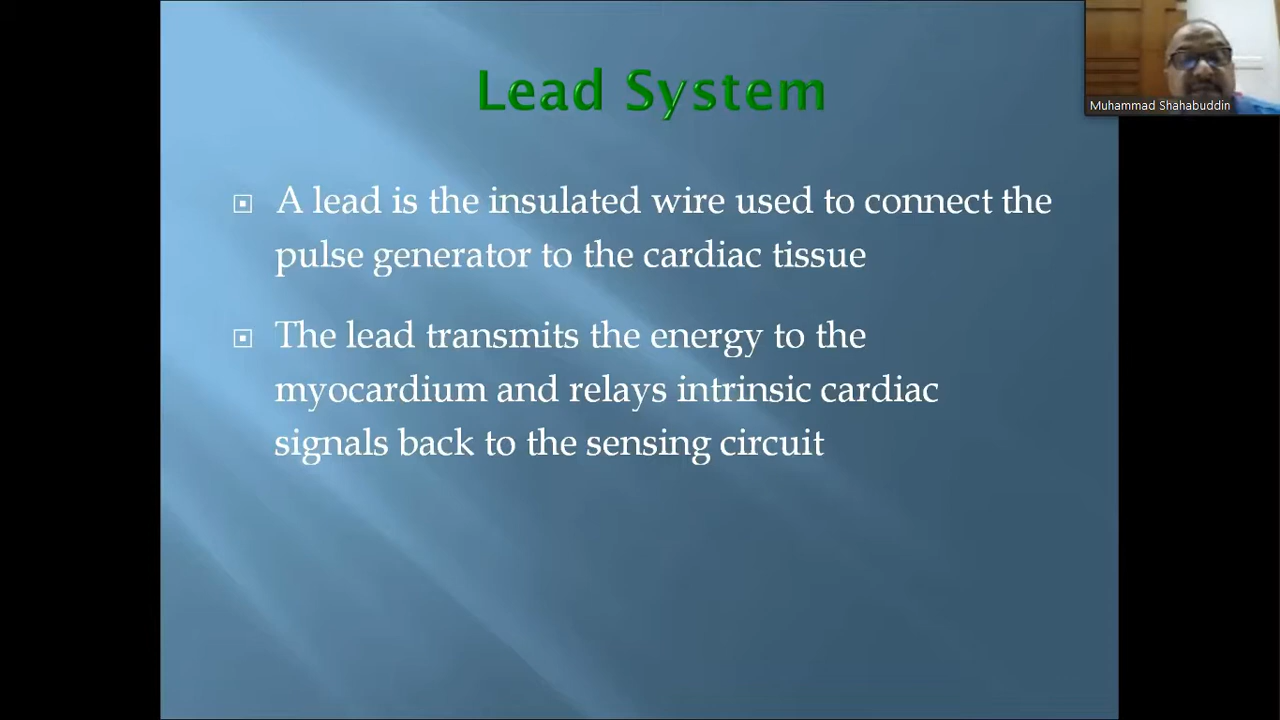 Lead System
Muhammad Shahabuddin
A lead is the insulated wire used to connect the
pulse generator to the cardiac tissue
The lead transmits the energy to the
myocardium and relays intrinsic cardiac
signals back to the sensing circuit